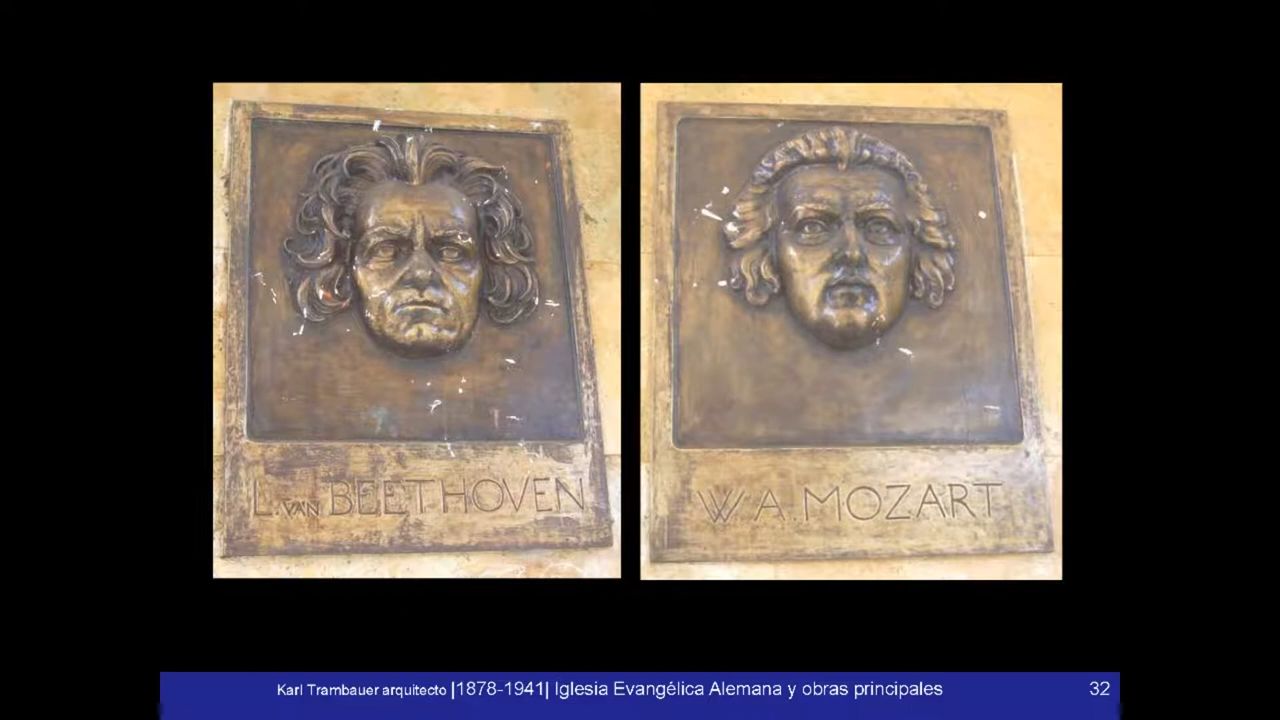 L. VAN BEETHOVEN
W. A. MOZART
Karl Trambauer arquitecto |1878-1941| Iglesia Evangélica Alemana y obras principales 32